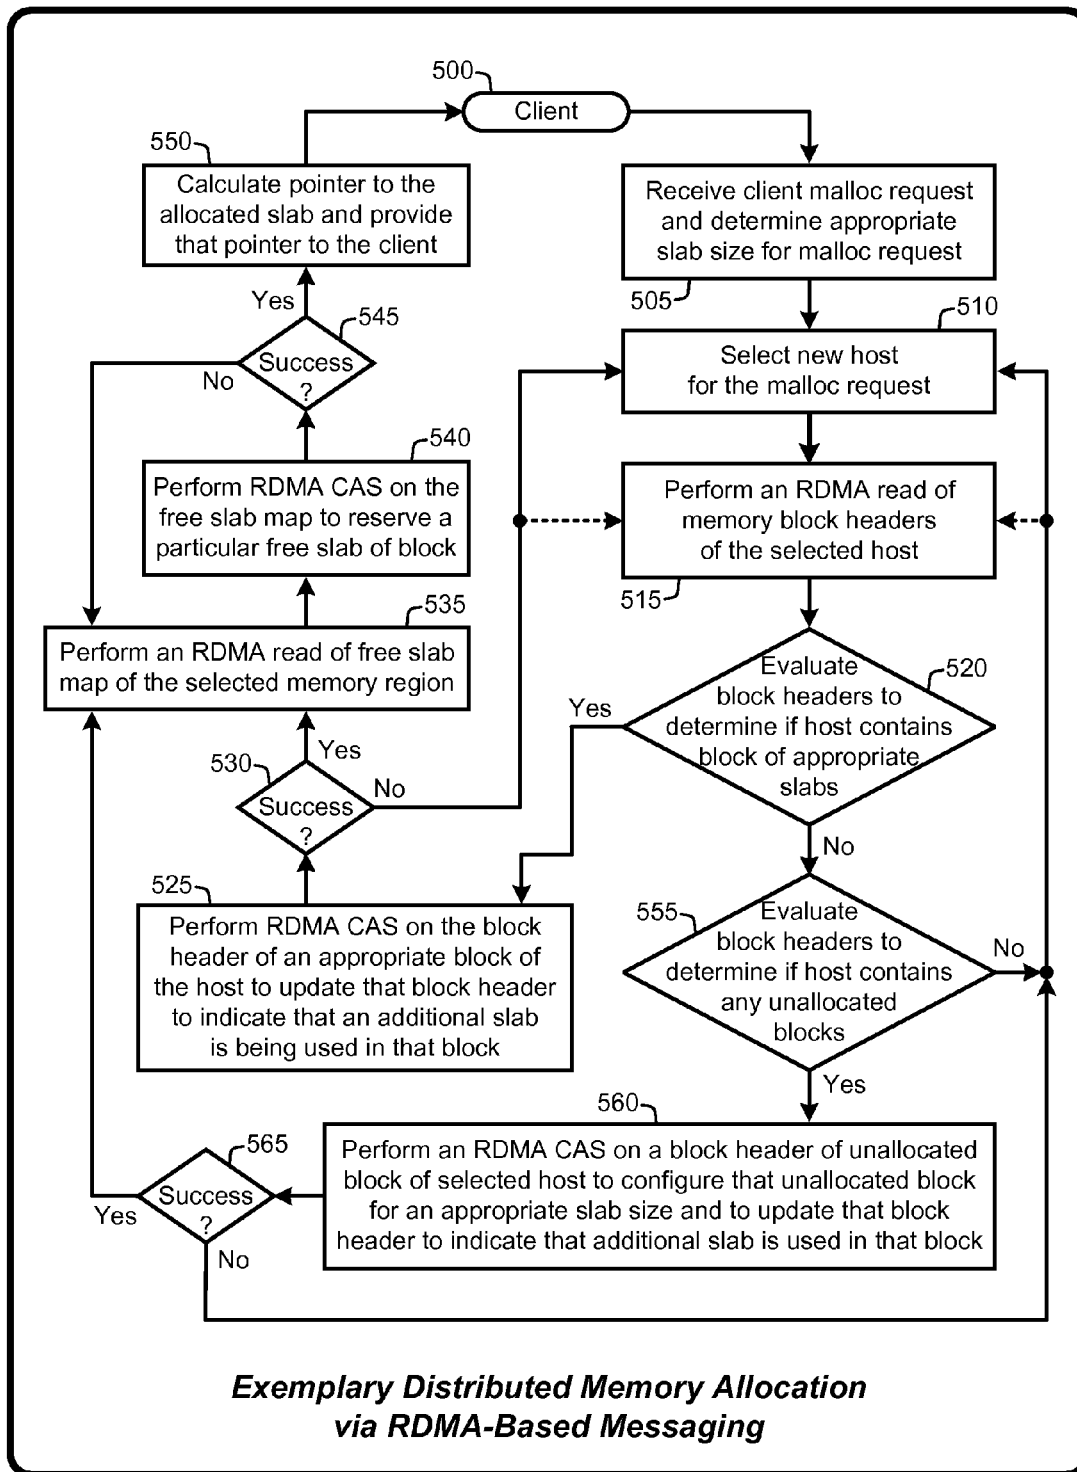 500
Client
550
Calculate pointer to the
allocated slab and provide
that pointer to the client
Receive client malloc request
and determine appropriate
slab size for malloc request
505
Yes
545
Success
?
No
510
Select new host
for the malloc request
540
Perform RDMA CAS on the
free slab map to reserve a
particular free slab of block
Perform an RDMA read of
memory block headers
of the selected host
515
535
Perform an RDMA read of free slab
map of the selected memory region
520
Evaluate
block headers to
determine if host contains
block of appropriate
slabs
Yes
No
530
Success
?
Yes
No
525
Perform RDMA CAS on the block
header of an appropriate block of
the host to update that block header
to indicate that an additional slab
is being used in that block
555
Evaluate
block headers to
determine if host contains
any unallocated
blocks
No
Yes
560
Perform an RDMA CAS on a block header of unallocated
block of selected host to configure that unallocated block
for an appropriate slab size and to update that block
header to indicate that additional slab is used in that block
565
Success
?
Yes
No
Exemplary Distributed Memory Allocation
via RDMA-Based Messaging